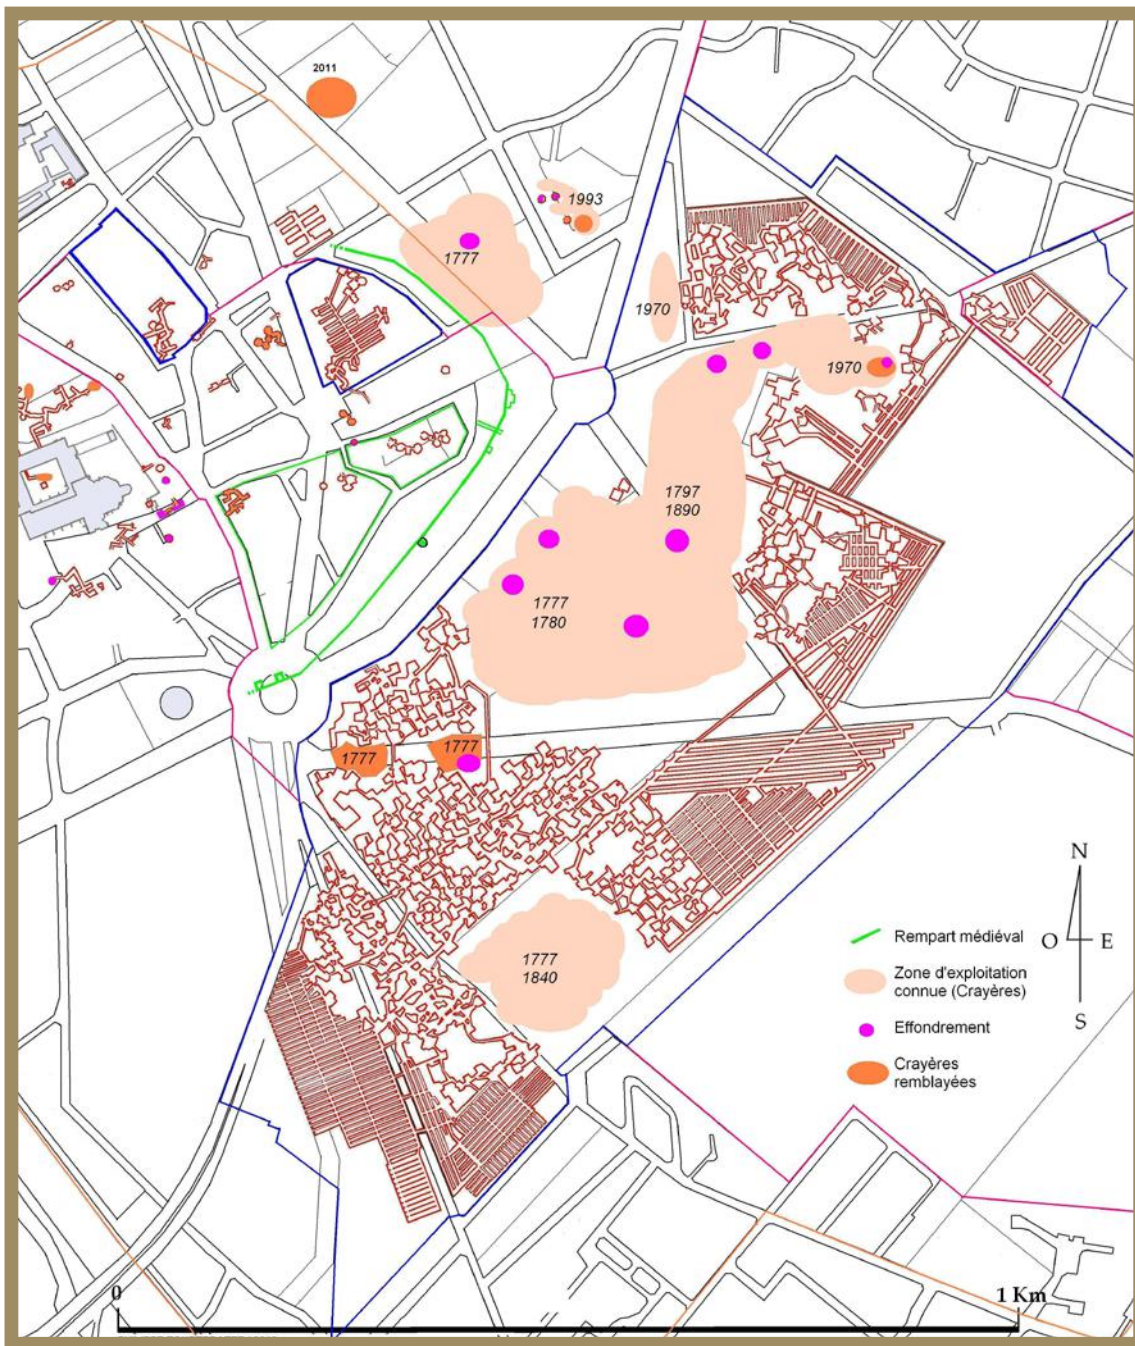 2011
1993
1777
1970
1970
1797
1890
1777
1780
1777
1777
1777
1840
N
O
E
S
Rempart médiéval
Zone d'exploitation
connue (Crayères)
Effondrement
Crayères
remblayées
0
1 Km